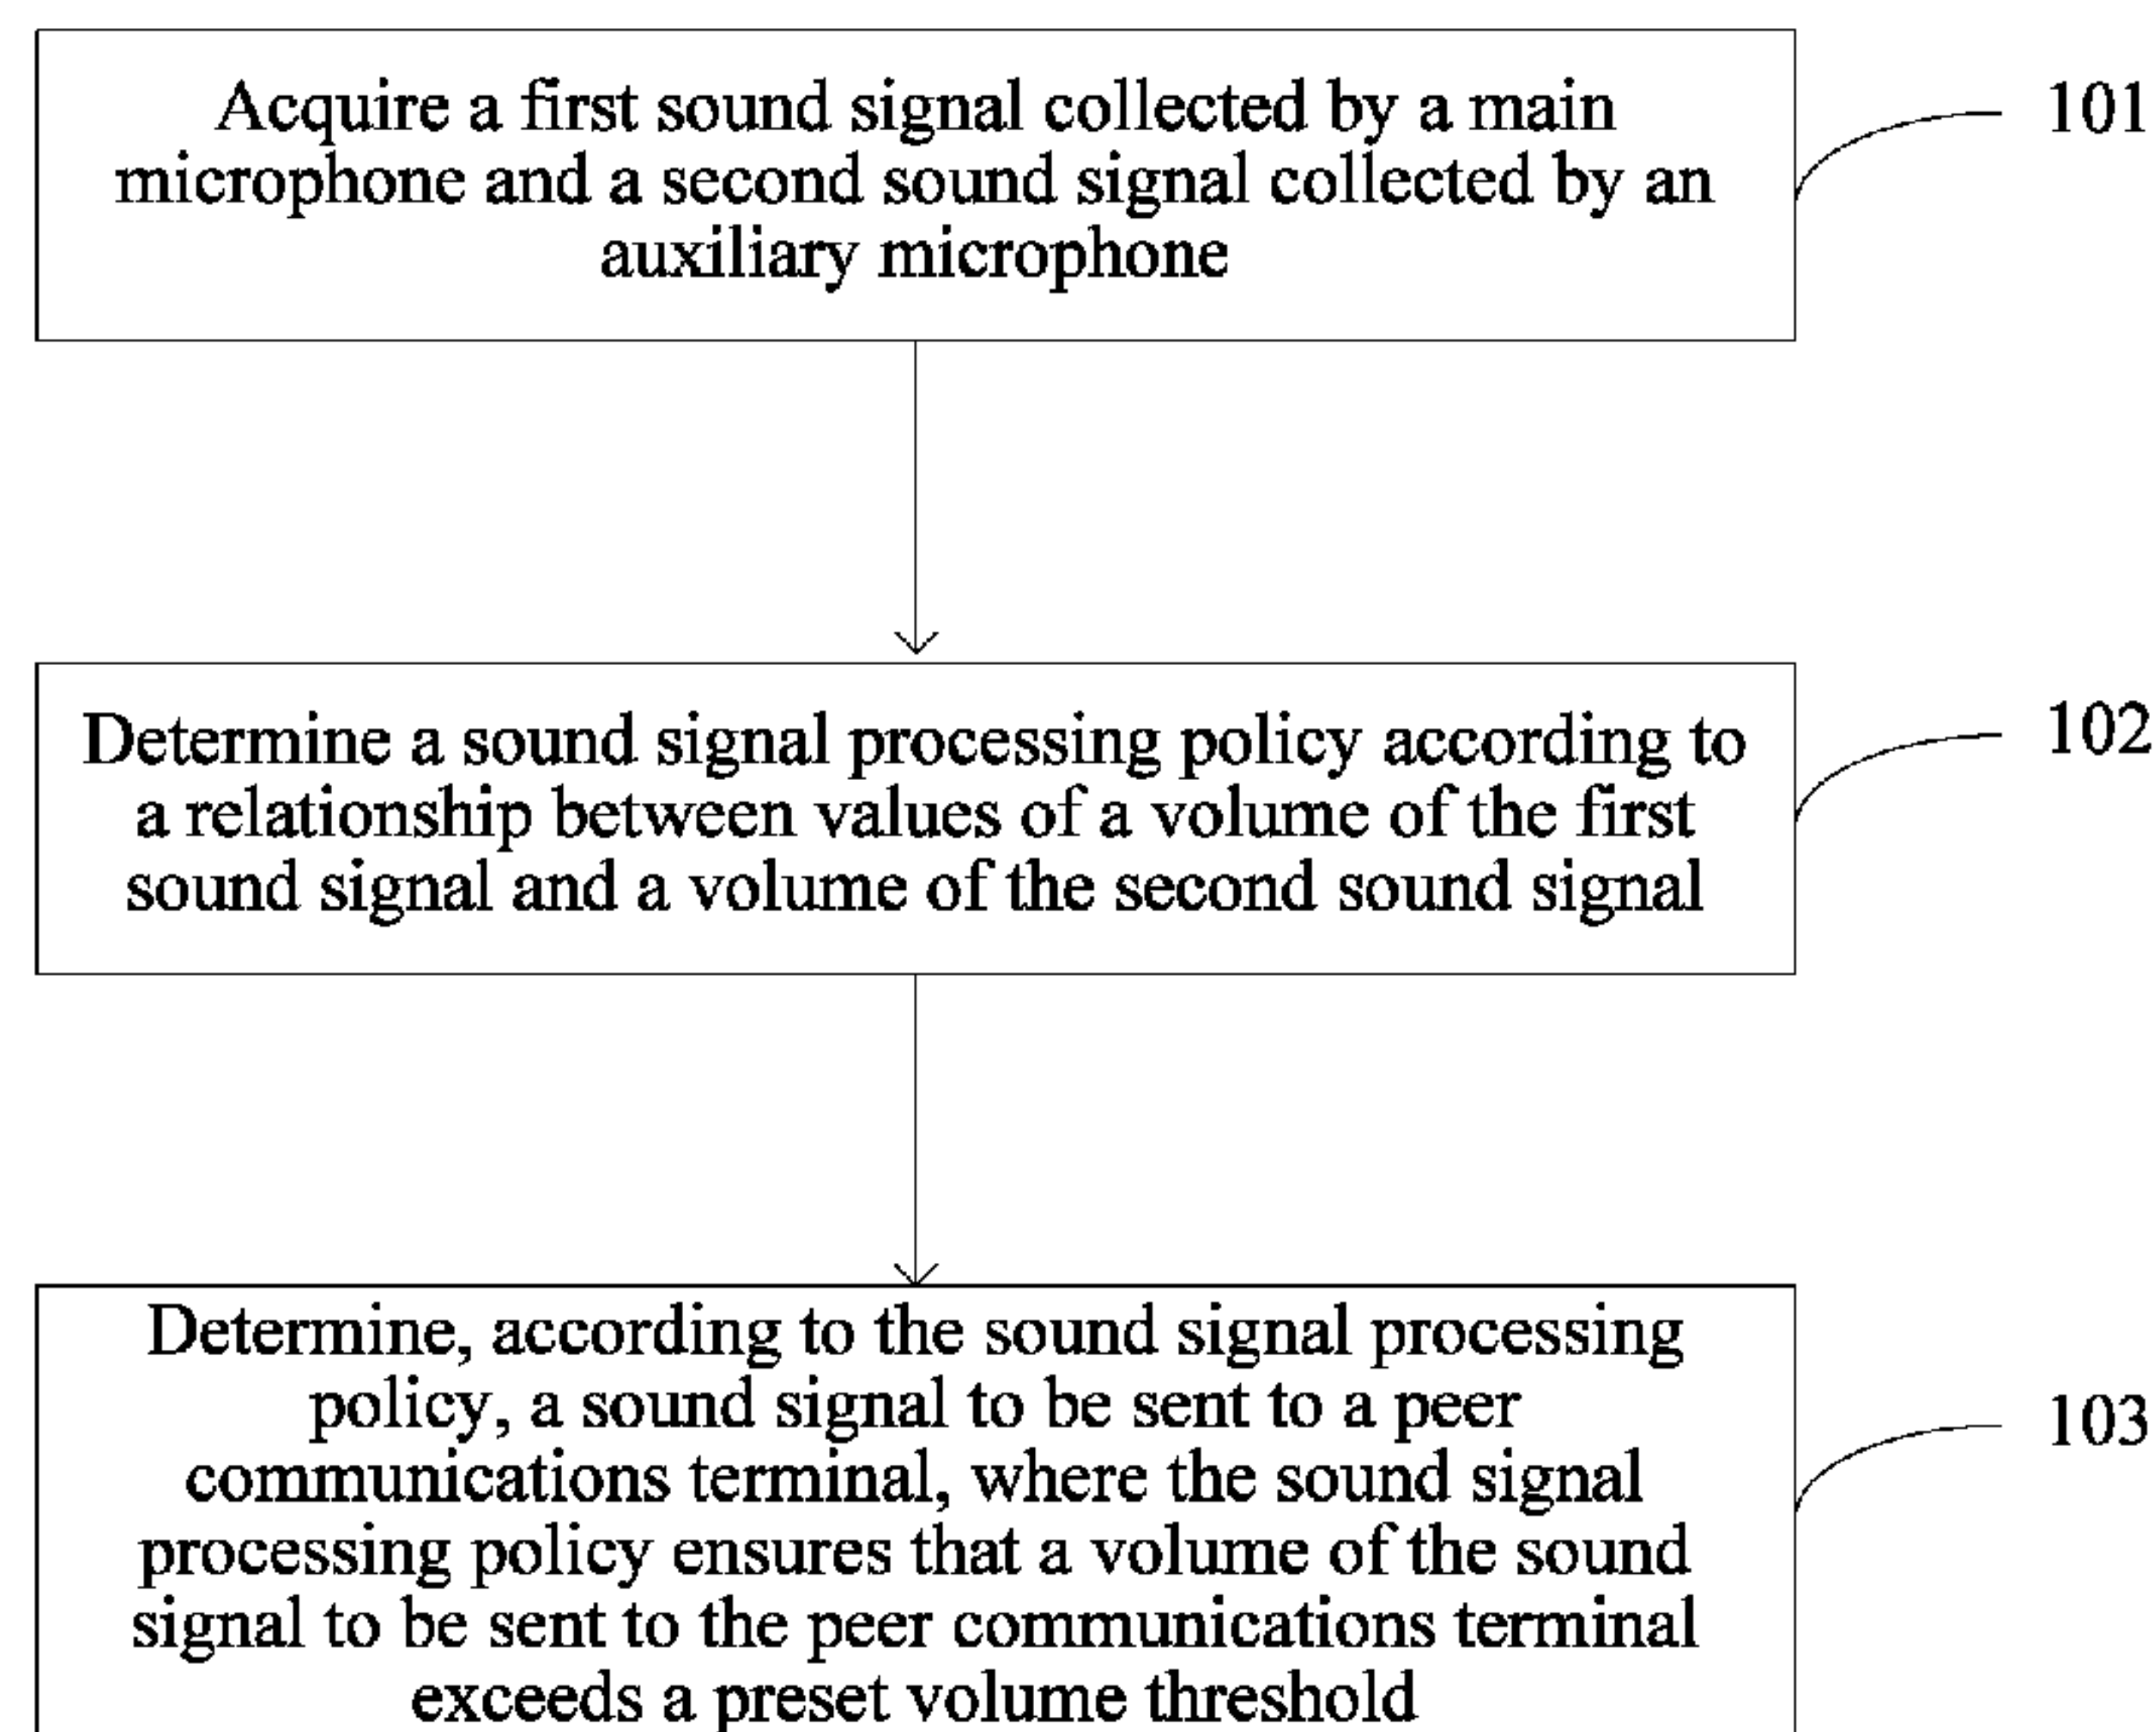 Acquire a first sound signal collected by a main
microphone and a second sound signal collected by an
auxiliary microphone
101
Determine a sound signal processing policy according to
a relationship between values of a volume of the first
sound signal and a volume of the second sound signal
102
Determine, according to the sound signal processing
policy, a sound signal to be sent to a peer
communications terminal, where the sound signal
processing policy ensures that a volume of the sound
signal to be sent to the peer communications terminal
exceeds a preset volume threshold
103